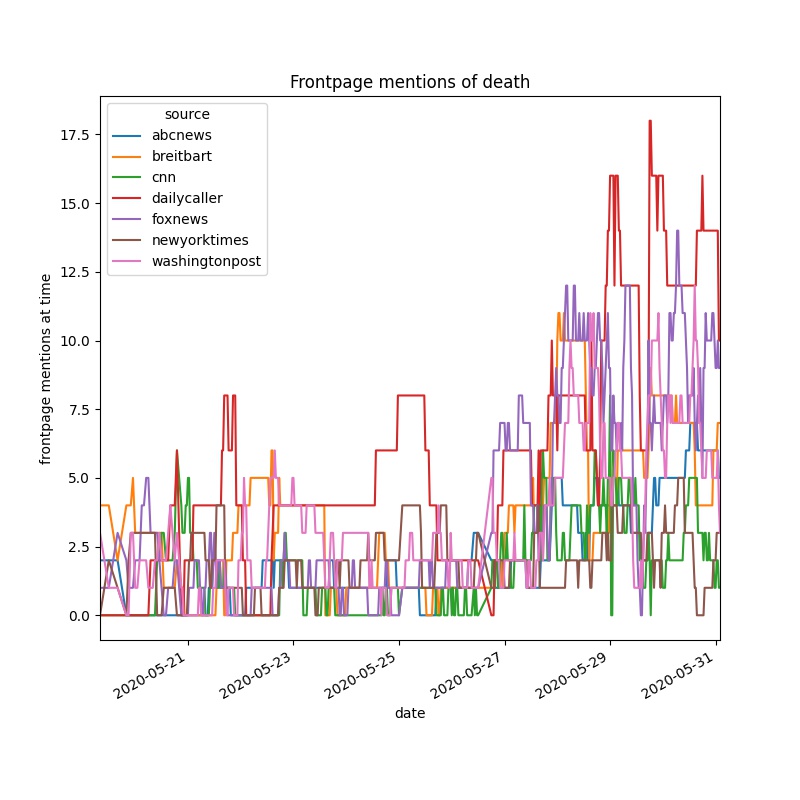 Frontpage mentions of death
source
abcnews
breitbart
cnn
dailycaller
foxnews
newyorktimes
washingtonpost
frontpage mentions at time
17.5
15.0
12.5
10.0
7.5
5.0
2.5
0.0
2020-05-21
2020-05-23
2020-05-25
2020-05-27
2020-05-29
2020-05-31
date